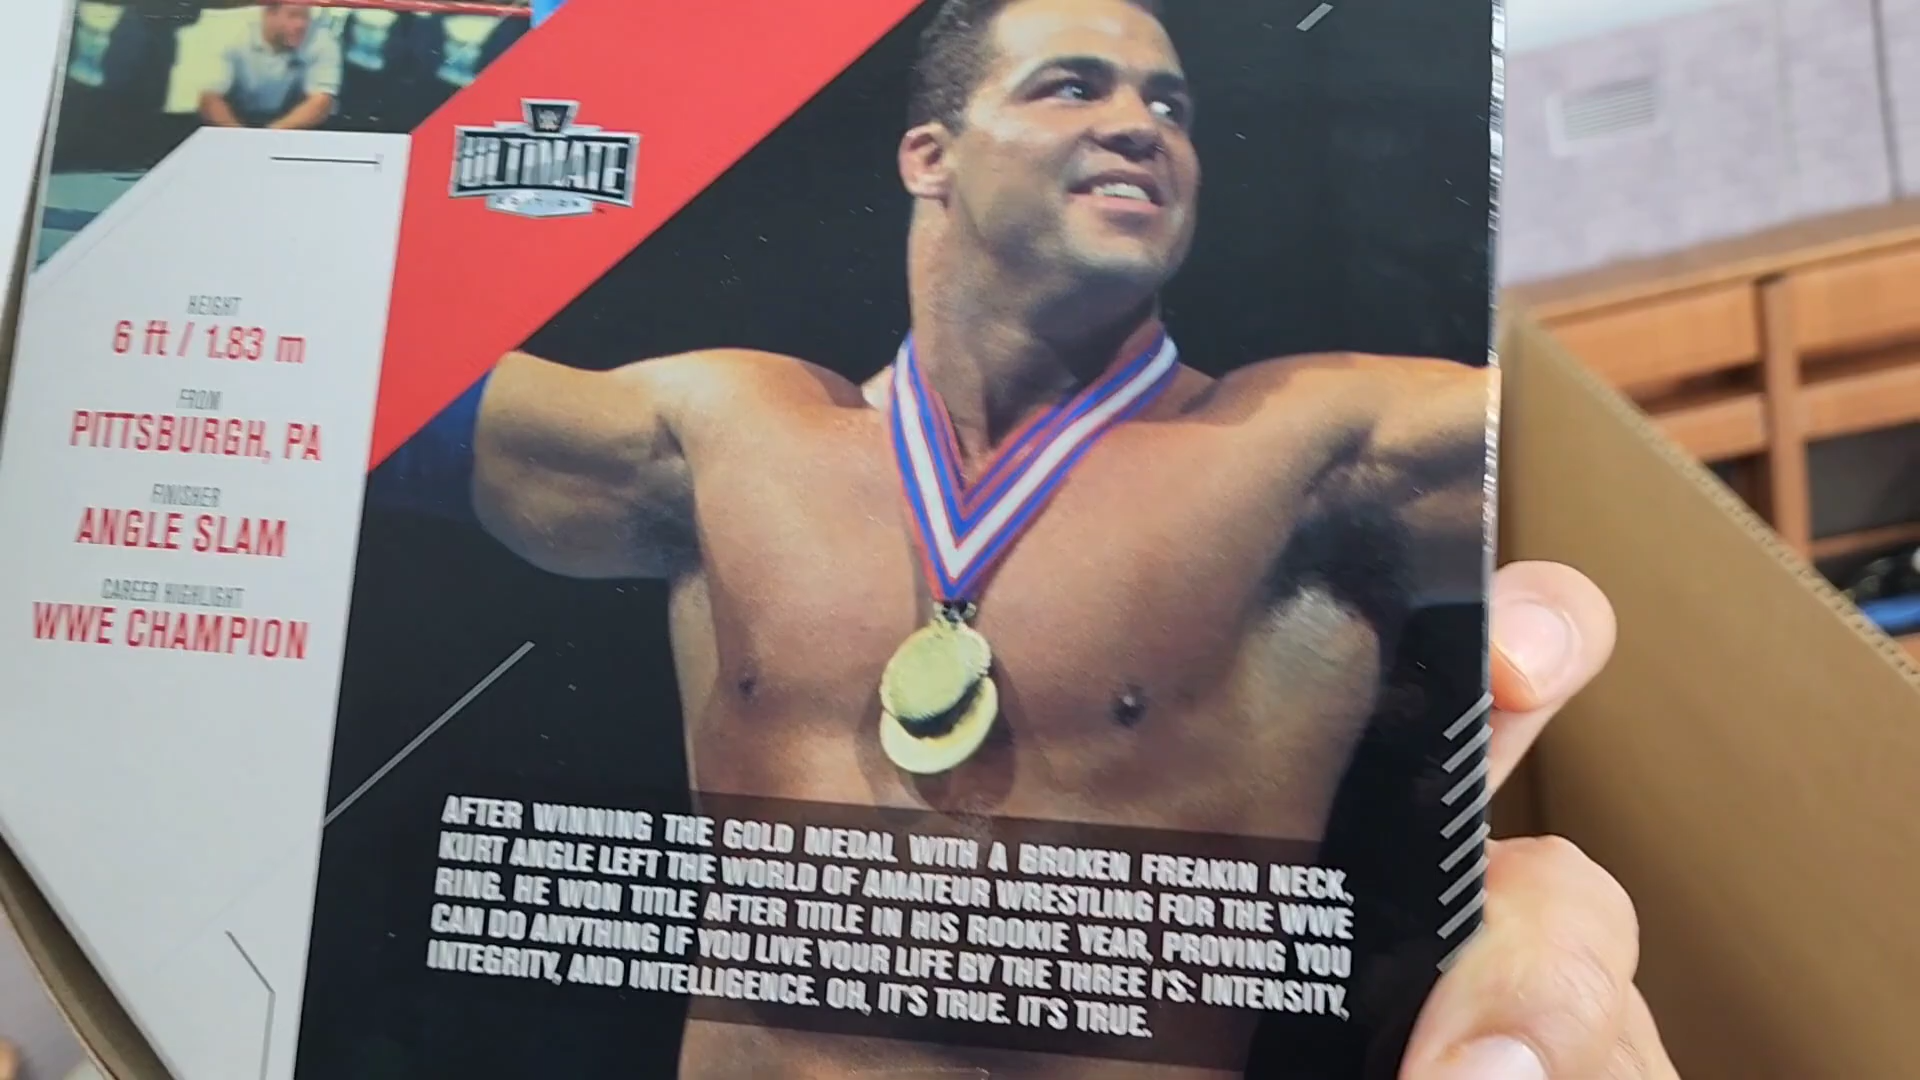 ULTIMATE
EDITION
HEIGHT
6 ft / 1.83 m
FROM
PITTSBURGH, PA
FINISHER
ANGLE SLAM
CAREER HIGHLIGHT
WWE CHAMPION
AFTER WINNING THE GOLD MEDAL WITH A BROKEN FREAKIN NECK,
KURT ANGLE LEFT THE WORLD OF AMATEUR WRESTLING FOR THE WWE
RING. HE WON TITLE AFTER TITLE IN HIS ROOKIE YEAR, PROVING YOU
CAN DO ANYTHING IF YOU LIVE YOUR LIFE BY THE THREE I'S: INTENSITY,
INTEGRITY, AND INTELLIGENCE. OH, IT'S TRUE. IT'S TRUE.